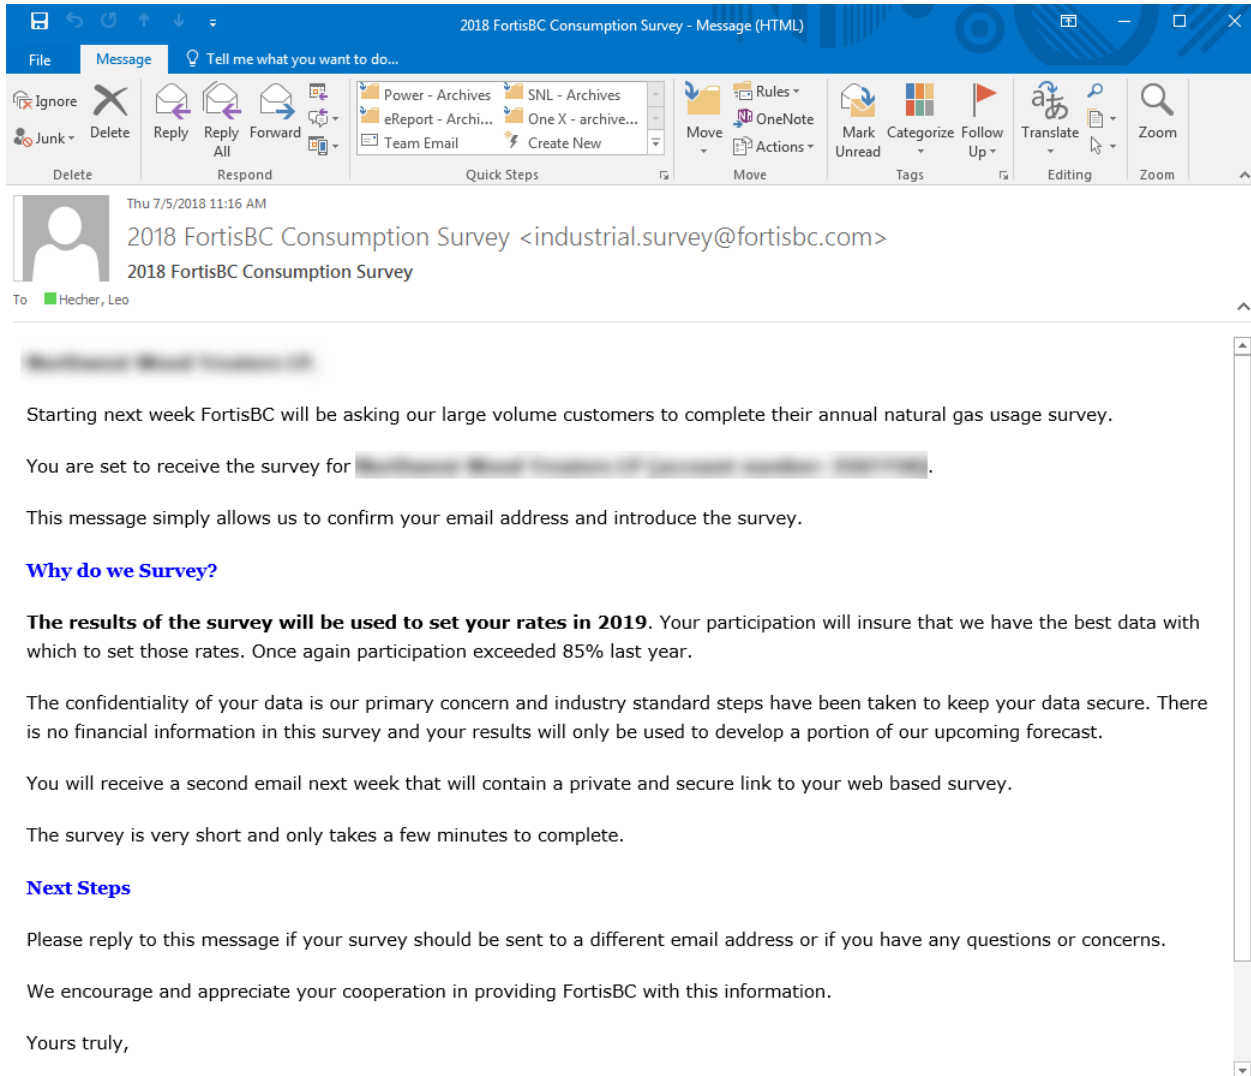 2018 FortisBC Consumption Survey - Message (HTML)
File Message Tell me what you want to do...
Ignore
Junk
Delete
Delete
Reply
Reply All
Forward
Respond
Power - Archives
SNL - Archives
eReport - Archi...
One X - archive...
Team Email
Create New
Quick Steps
Move
Rules
OneNote
Actions
Move
Mark Unread
Categorize
Follow Up
Tags
Translate
Editing
Zoom
Zoom
Thu 7/5/2018 11:16 AM
2018 FortisBC Consumption Survey <industrial.survey@fortisbc.com>
2018 FortisBC Consumption Survey
To Hecher, Leo
Starting next week FortisBC will be asking our large volume customers to complete their annual natural gas usage survey.
You are set to receive the survey for .
This message simply allows us to confirm your email address and introduce the survey.
Why do we Survey?
The results of the survey will be used to set your rates in 2019. Your participation will insure that we have the best data with
which to set those rates. Once again participation exceeded 85% last year.
The confidentiality of your data is our primary concern and industry standard steps have been taken to keep your data secure. There
is no financial information in this survey and your results will only be used to develop a portion of our upcoming forecast.
You will receive a second email next week that will contain a private and secure link to your web based survey.
The survey is very short and only takes a few minutes to complete.
Next Steps
Please reply to this message if your survey should be sent to a different email address or if you have any questions or concerns.
We encourage and appreciate your cooperation in providing FortisBC with this information.
Yours truly,